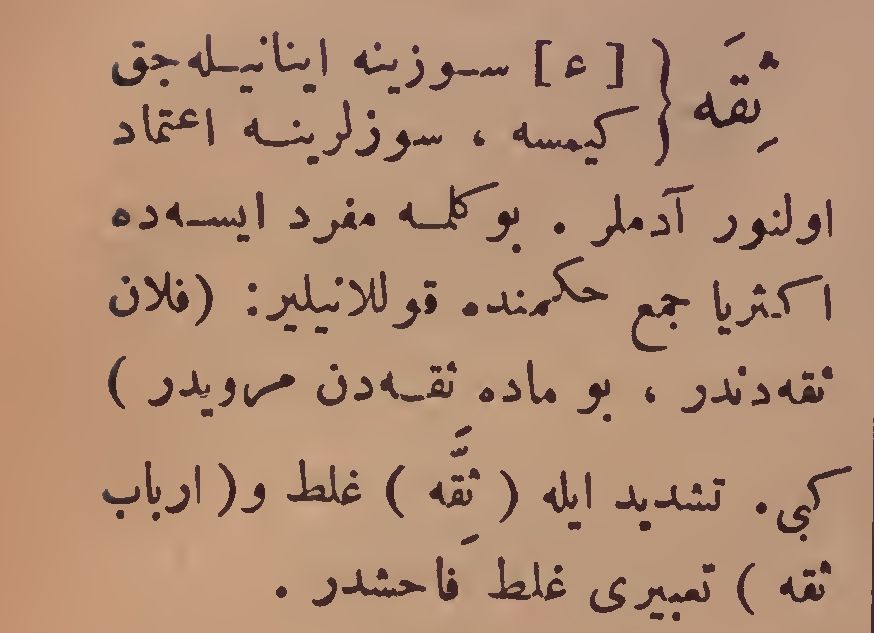 ثِقَه { [ ع ] سوزینه اینانیله‌جق
کیمسه ، سوزلرینه اعتماد
اولنور آدملر . بو کلمه مفرد ایسه‌ده
اکثریا جمع حکمنده قوللانیلیر : (فلان
ثقه‌دندر ، بو ماده ثقه‌دن مرویدر )
کبی . تشدید ایله ( ثِقَّه ) غلط و ( ارباب
ثقه ) تعبیری غلط فاحشدر .